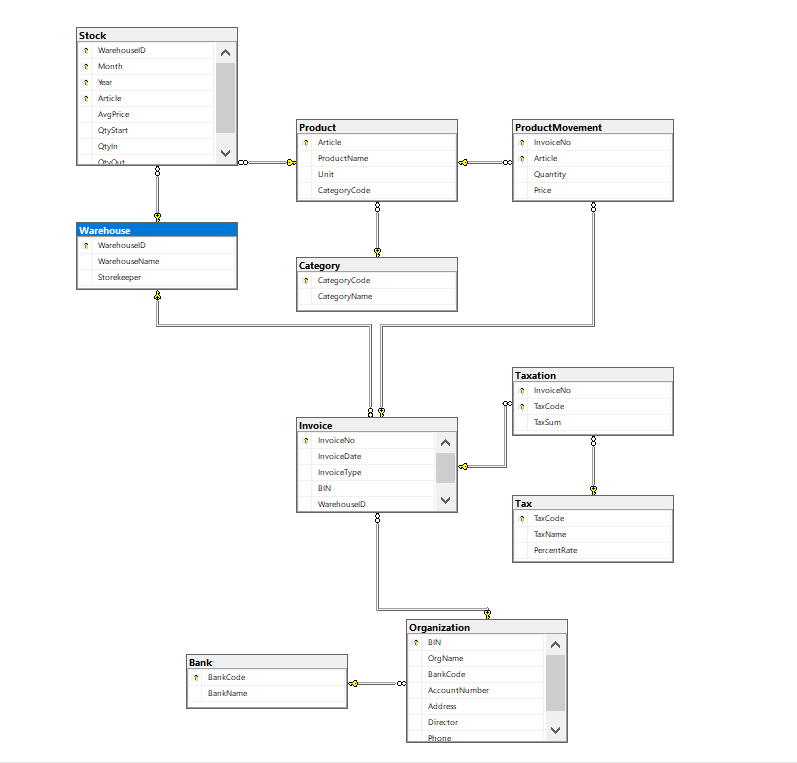 Stock
WarehouseID
Month
Year
Article
AvgPrice
QtyStart
QtyIn
QtyOut
Product
Article
ProductName
Unit
CategoryCode
ProductMovement
InvoiceNo
Article
Quantity
Price
Warehouse
WarehouseID
WarehouseName
Storekeeper
Category
CategoryCode
CategoryName
Taxation
InvoiceNo
TaxCode
TaxSum
Invoice
InvoiceNo
InvoiceDate
InvoiceType
BIN
WarehouseID
Tax
TaxCode
TaxName
PercentRate
Organization
BIN
OrgName
BankCode
AccountNumber
Address
Director
Phone
Bank
BankCode
BankName